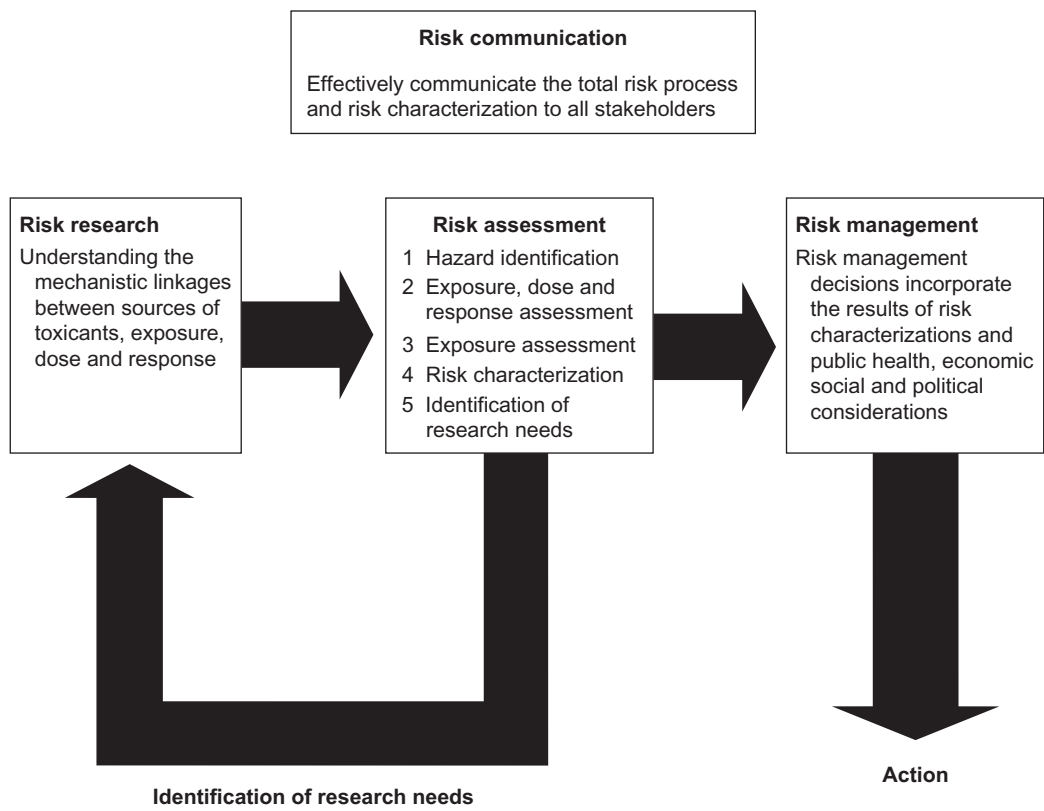 Risk communication
Effectively communicate the total risk process
and risk characterization to all stakeholders
Risk research
Understanding the
mechanistic linkages
between sources of
toxicants, exposure,
dose and response
Risk assessment
1 Hazard identification
2 Exposure, dose and
response assessment
3 Exposure assessment
4 Risk characterization
5 Identification of
research needs
Risk management
Risk management
decisions incorporate
the results of risk
characterizations and
public health, economic
social and political
considerations
Action
Identification of research needs